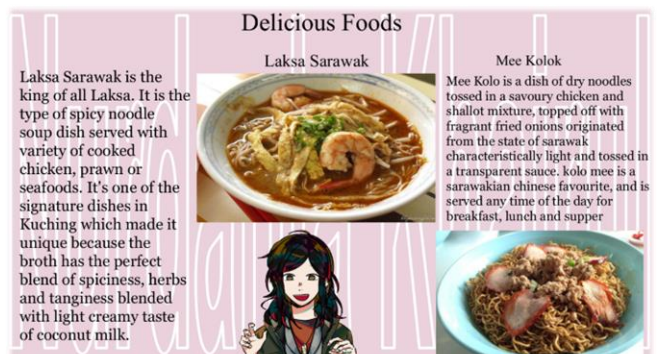 Delicious Foods
Laksa Sarawak
Laksa Sarawak is the
king of all Laksa. It is the
type of spicy noodle
soup dish served with
variety of cooked
chicken, prawn or
seafoods. It's one of the
signature dishes in
Kuching which made it
unique because the
broth has the perfect
blend of spiciness, herbs
and tanginess blended
with light creamy taste
of coconut milk.
Mee Kolok
Mee Kolo is a dish of dry noodles
tossed in a savoury chicken and
shallot mixture, topped off with
fragrant fried onions originated
from the state of sarawak
characteristically light and tossed in
a transparent sauce. kolo mee is a
sarawakian chinese favourite, and is
served any time of the day for
breakfast, lunch and supper